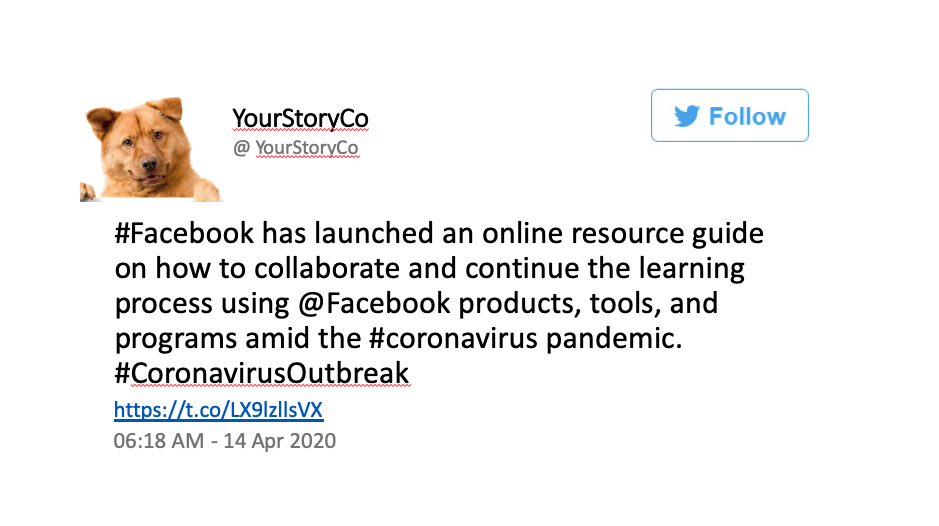 YourStoryCo
@ YourStoryCo
Follow
#Facebook has launched an online resource guide
on how to collaborate and continue the learning
process using @Facebook products, tools, and
programs amid the #coronavirus pandemic.
#CoronavirusOutbreak
https://t.co/LX9lzllsVX
06:18 AM - 14 Apr 2020